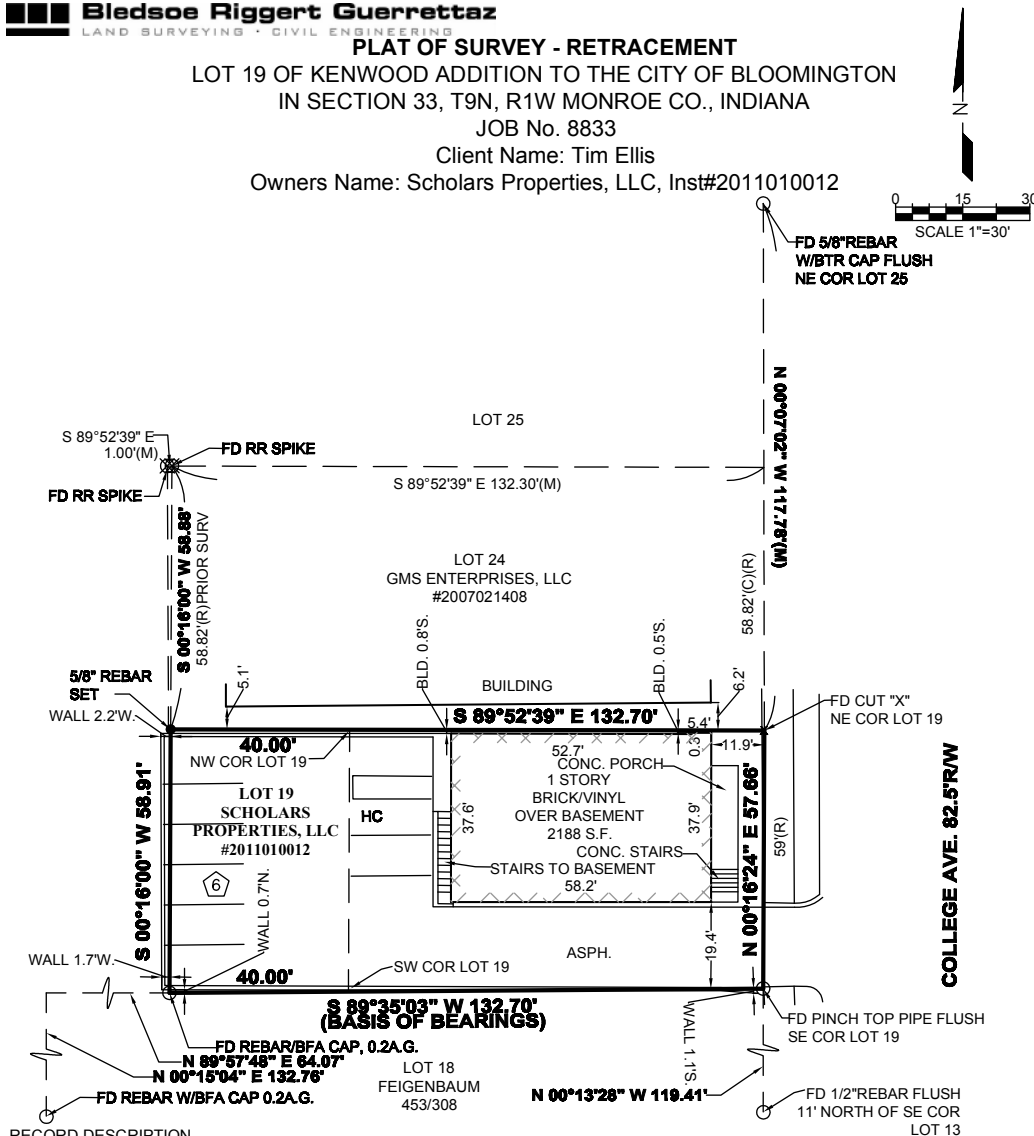 Bledsoe Riggert Guerrettaz
LAND SURVEYING · CIVIL ENGINEERING
PLAT OF SURVEY - RETRACEMENT
LOT 19 OF KENWOOD ADDITION TO THE CITY OF BLOOMINGTON
IN SECTION 33, T9N, R1W MONROE CO., INDIANA
JOB No. 8833
Client Name: Tim Ellis
Owners Name: Scholars Properties, LLC, Inst#2011010012
N
0 15 30
SCALE 1"=30'
FD 5/8"REBAR
W/BTR CAP FLUSH
NE COR LOT 25
N 00°07'02" W 117.78'(M)
LOT 25
S 89°52'39" E
1.00'(M)
FD RR SPIKE
FD RR SPIKE
S 89°52'39" E 132.30'(M)
S 00°16'00" W 58.88'
58.82'(R)PRIOR SURV
LOT 24
GMS ENTERPRISES, LLC
#2007021408
58.82'(C)(R)
5/8" REBAR
SET
WALL 2.2'W.
5.1'
BLD. 0.8'S.
BUILDING
BLD. 0.5'S.
6.2'
FD CUT "X"
NE COR LOT 19
S 89°52'39" E 132.70'
40.00'
NW COR LOT 19
5.4'
0.3'
11.9'
52.7'
CONC. PORCH
1 STORY
BRICK/VINYL
OVER BASEMENT
2188 S.F.
CONC. STAIRS
STAIRS TO BASEMENT
58.2'
37.6'
37.9'
LOT 19
SCHOLARS
PROPERTIES, LLC
#2011010012
HC
6
S 00°16'00" W 58.91'
WALL 0.7'N.
N 00°16'24" E 57.66'
59'(R)
COLLEGE AVE. 82.5'R/W
WALL 1.7'W.
40.00'
SW COR LOT 19
ASPH.
19.4'
S 89°35'03" W 132.70'
(BASIS OF BEARINGS)
WALL 1.1'S.
FD PINCH TOP PIPE FLUSH
SE COR LOT 19
FD REBAR/BFA CAP, 0.2A.G.
N 89°57'48" E 64.07'
N 00°15'04" E 132.76'
FD REBAR W/BFA CAP 0.2A.G.
LOT 18
FEIGENBAUM
453/308
N 00°13'28" W 119.41'
FD 1/2"REBAR FLUSH
11' NORTH OF SE COR
LOT 13
RECORD DESCRIPTION